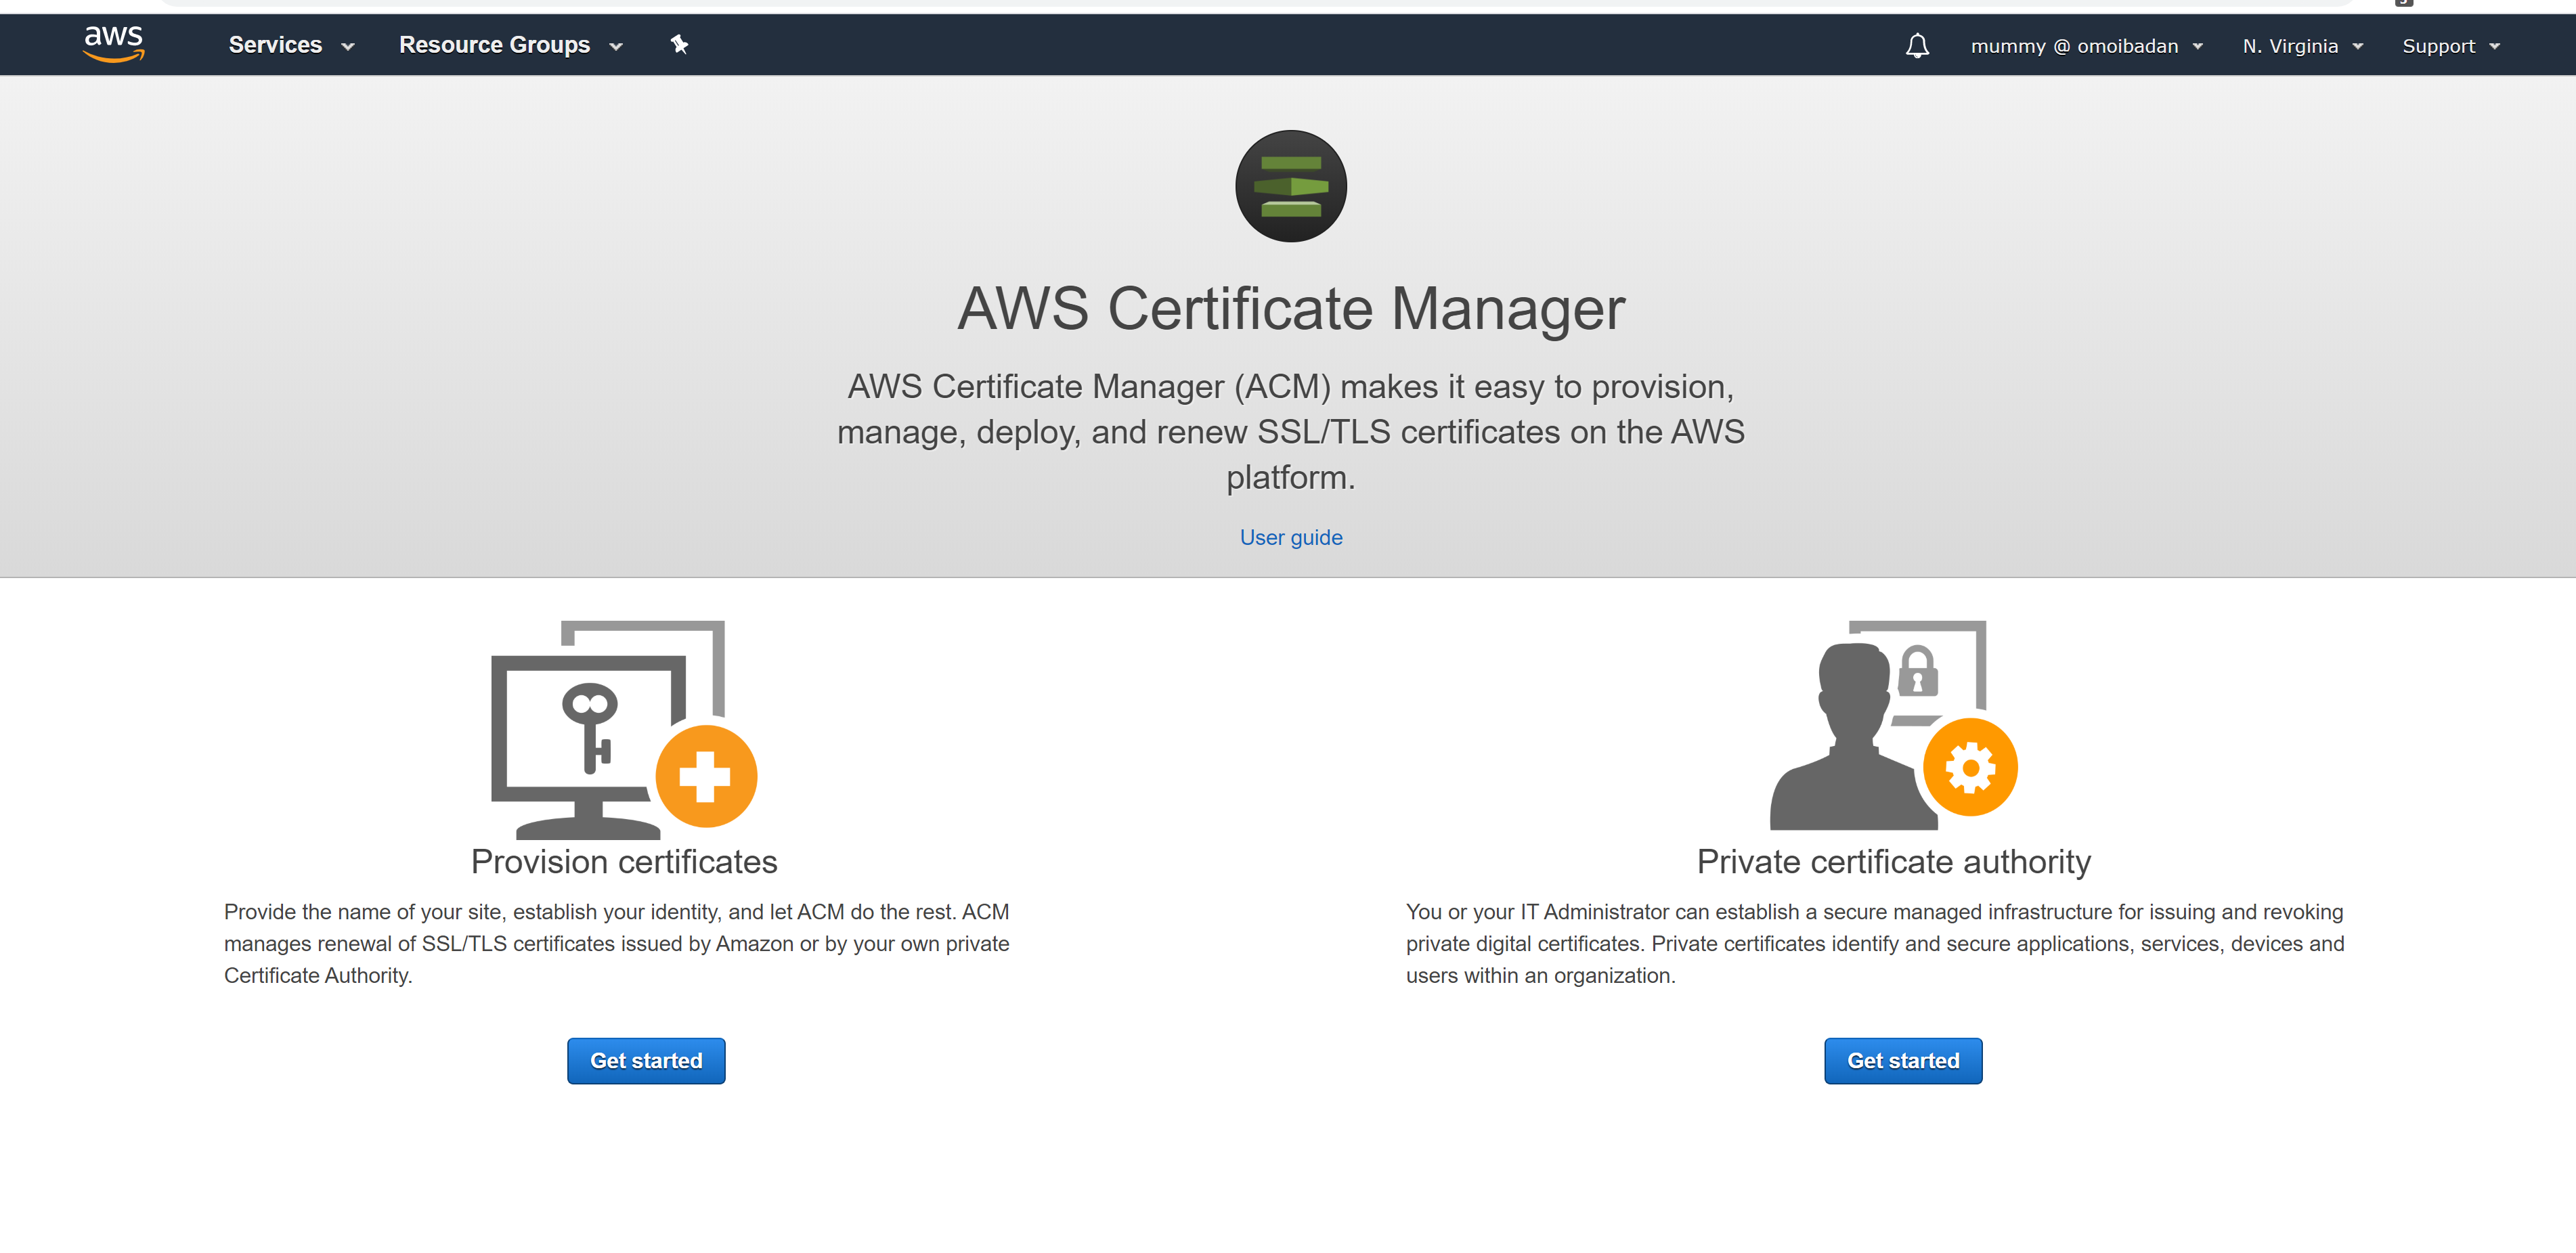 aws
Services
Resource Groups
mummy @ omoibadan
N. Virginia
Support
AWS Certificate Manager
AWS Certificate Manager (ACM) makes it easy to provision,
manage, deploy, and renew SSL/TLS certificates on the AWS
platform.
User guide
Provision certificates
Provide the name of your site, establish your identity, and let ACM do the rest. ACM
manages renewal of SSL/TLS certificates issued by Amazon or by your own private
Certificate Authority.
Get started
Private certificate authority
You or your IT Administrator can establish a secure managed infrastructure for issuing and revoking
private digital certificates. Private certificates identify and secure applications, services, devices and
users within an organization.
Get started